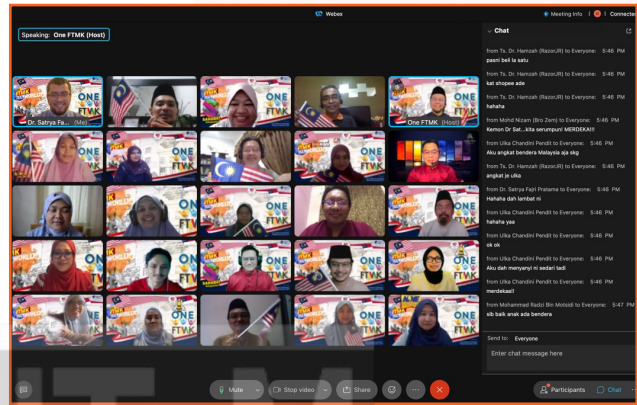 Webex
Meeting Info
Connected
Speaking: One FTMK (Host)
Dr. Satrya Fa... (Me)
One FTMK (Host)
ONE
FTMK
Chat
from Ts. Dr. Hamzah (RazorJR) to Everyone: 5:46 PM
pasni beli la satu
from Ts. Dr. Hamzah (RazorJR) to Everyone: 5:46 PM
kat shopee ade
from Ts. Dr. Hamzah (RazorJR) to Everyone: 5:46 PM
hahaha
from Mohd Nizam (Bro Zem) to Everyone: 5:46 PM
Kemon Dr Sat...kita serumpun! MERDEKA!!!
from Ulka Chandini Pendit to Everyone: 5:46 PM
Aku angkat bendera Malaysia aja skg
from Ts. Dr. Hamzah (RazorJR) to Everyone: 5:46 PM
angkat je ulka
from Dr. Satrya Fajri Pratama to Everyone: 5:46 PM
Hahaha dah lambat ni
from Ulka Chandini Pendit to Everyone: 5:46 PM
hahaha yaa
from Ulka Chandini Pendit to Everyone: 5:46 PM
ok ok
from Ulka Chandini Pendit to Everyone: 5:46 PM
Aku dah menyanyi ni sedari tadi
from Ulka Chandini Pendit to Everyone: 5:46 PM
merdekaa!!
from Mohammad Radzi Bin Motsidi to Everyone: 5:47 PM
sib baik anak ada bendera
Send to: Everyone
Enter chat message here
Mute
Stop video
Share
Participants
Chat